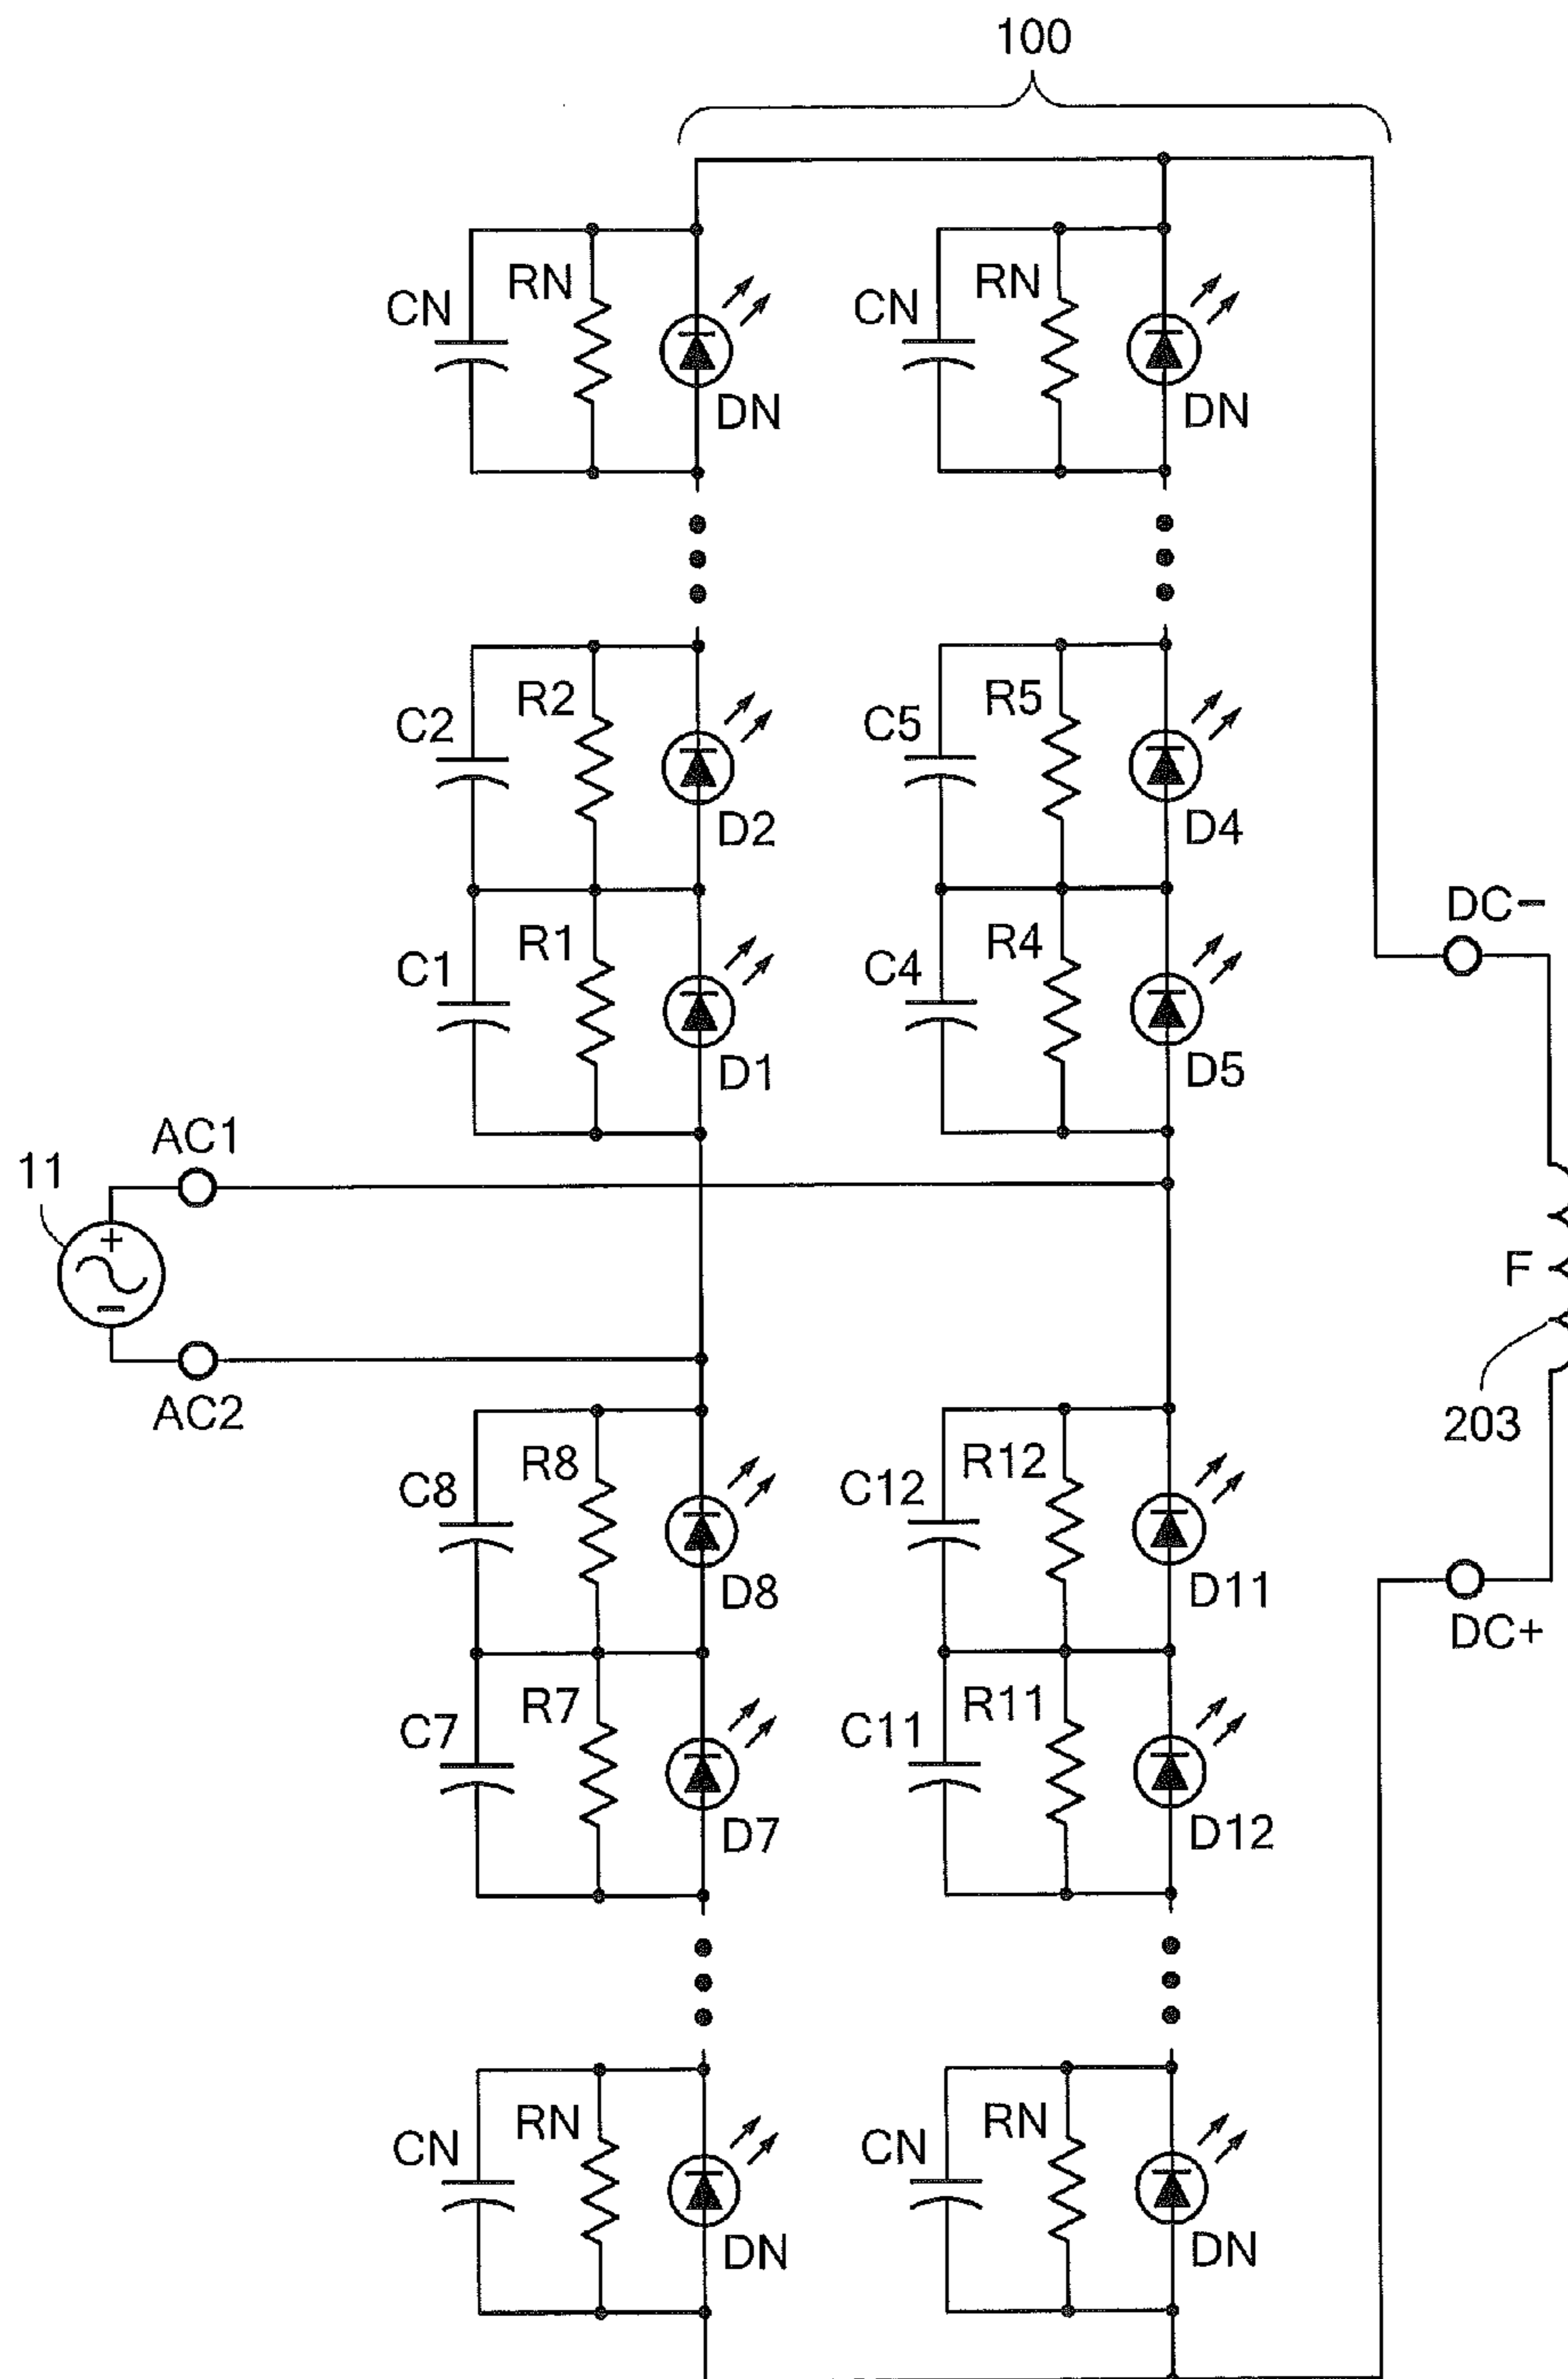 100
RN
RN
CN
CN
DN
DN
R2
R5
C2
C5
D2
D4
DC−
R1
R4
C1
C4
D1
D5
AC1
11
+
F
−
AC2
203
R8
R12
C8
C12
D8
D11
DC+
R7
R11
C7
C11
D7
D12
RN
RN
CN
CN
DN
DN